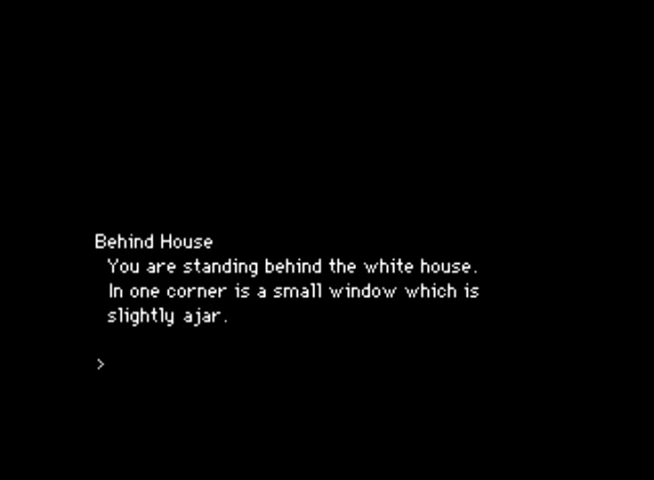 Behind House
You are standing behind the white house.
In one corner is a small window which is
slightly ajar.
>